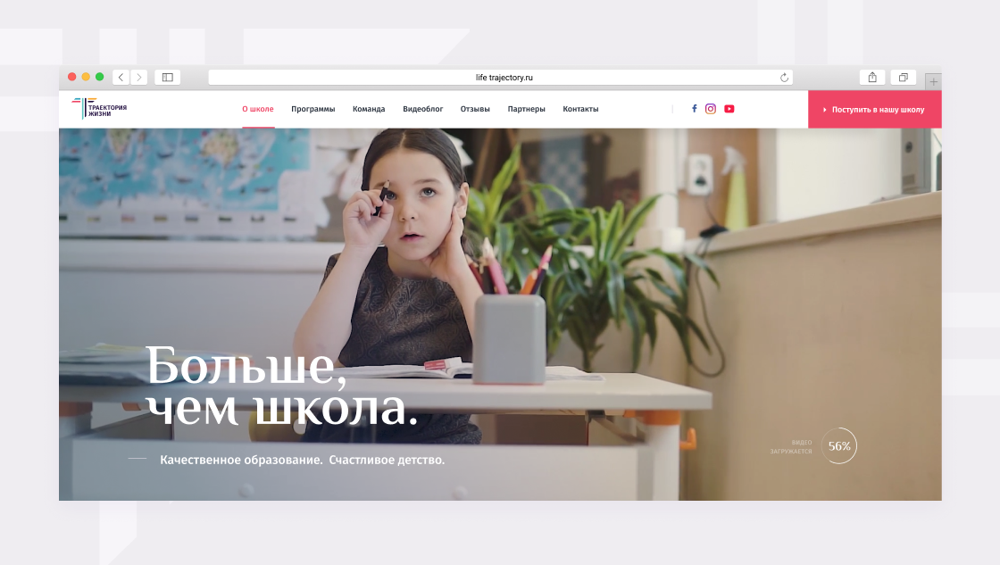 life trajectory.ru
ТРАЕКТОРИЯ
ЖИЗНИ
О школе
Программы
Команда
Видеоблог
Отзывы
Партнеры
Контакты
Поступить в нашу школу
Больше,
чем школа.
Качественное образование. Счастливое детство.
ВИДЕО
ЗАГРУЖАЕТСЯ
56%